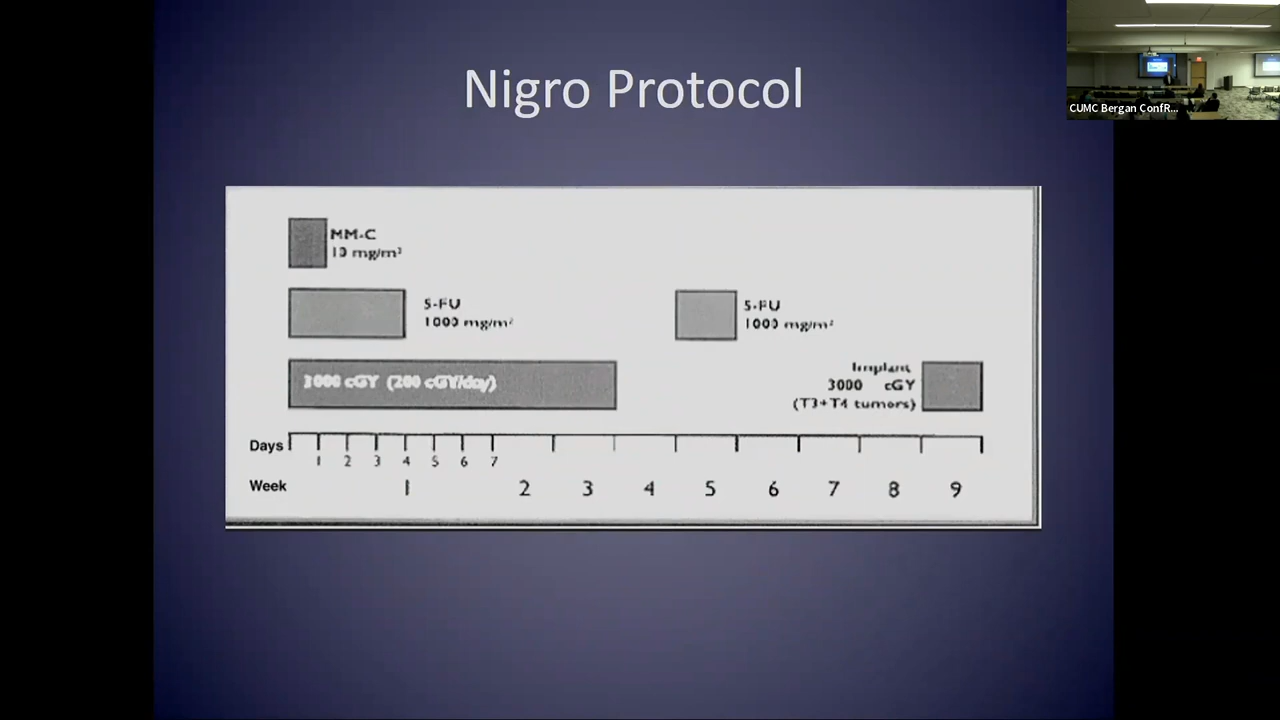 Nigro Protocol
CUMC Bergan ConfR...
MM-C
10 mg/m²
5-FU
1000 mg/m²
5-FU
1000 mg/m²
3000 cGY (200 cGY/day)
Implant
3000 cGY
(T3+T4 tumors)
Days
1 2 3 4 5 6 7
Week 1 2 3 4 5 6 7 8 9